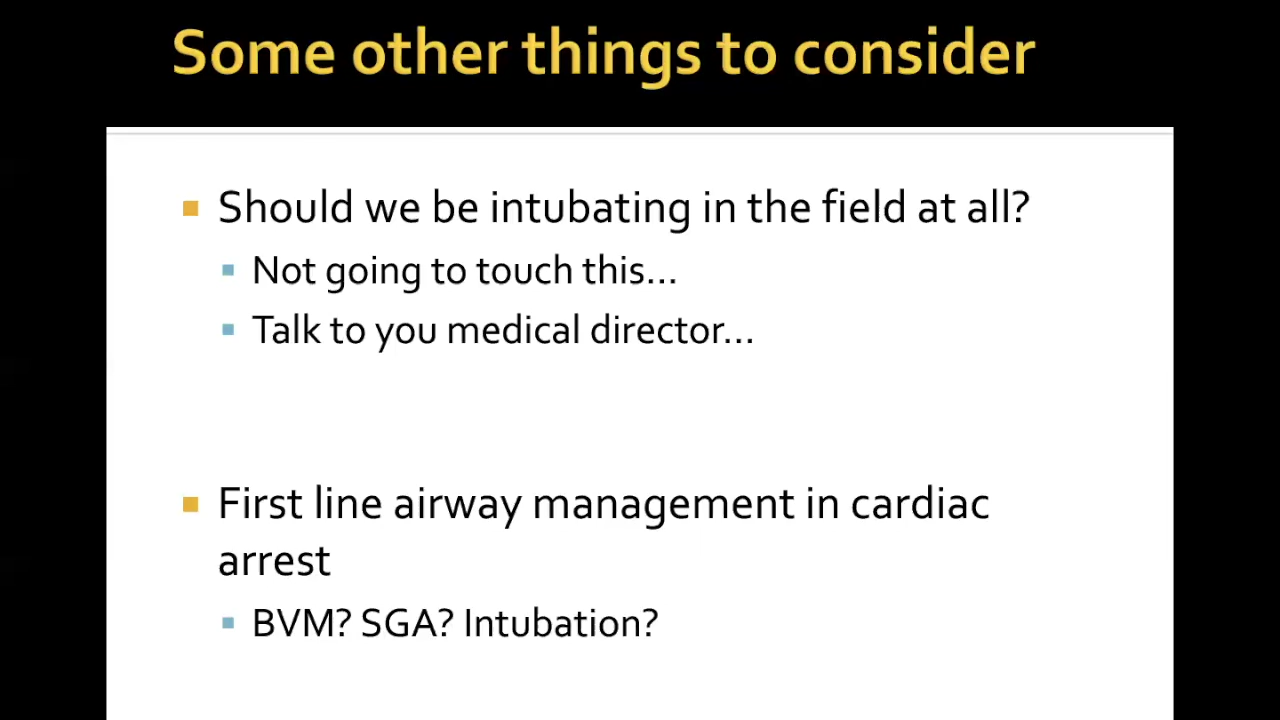 Some other things to consider
Should we be intubating in the field at all?
Not going to touch this...
Talk to you medical director...
First line airway management in cardiac
arrest
BVM? SGA? Intubation?